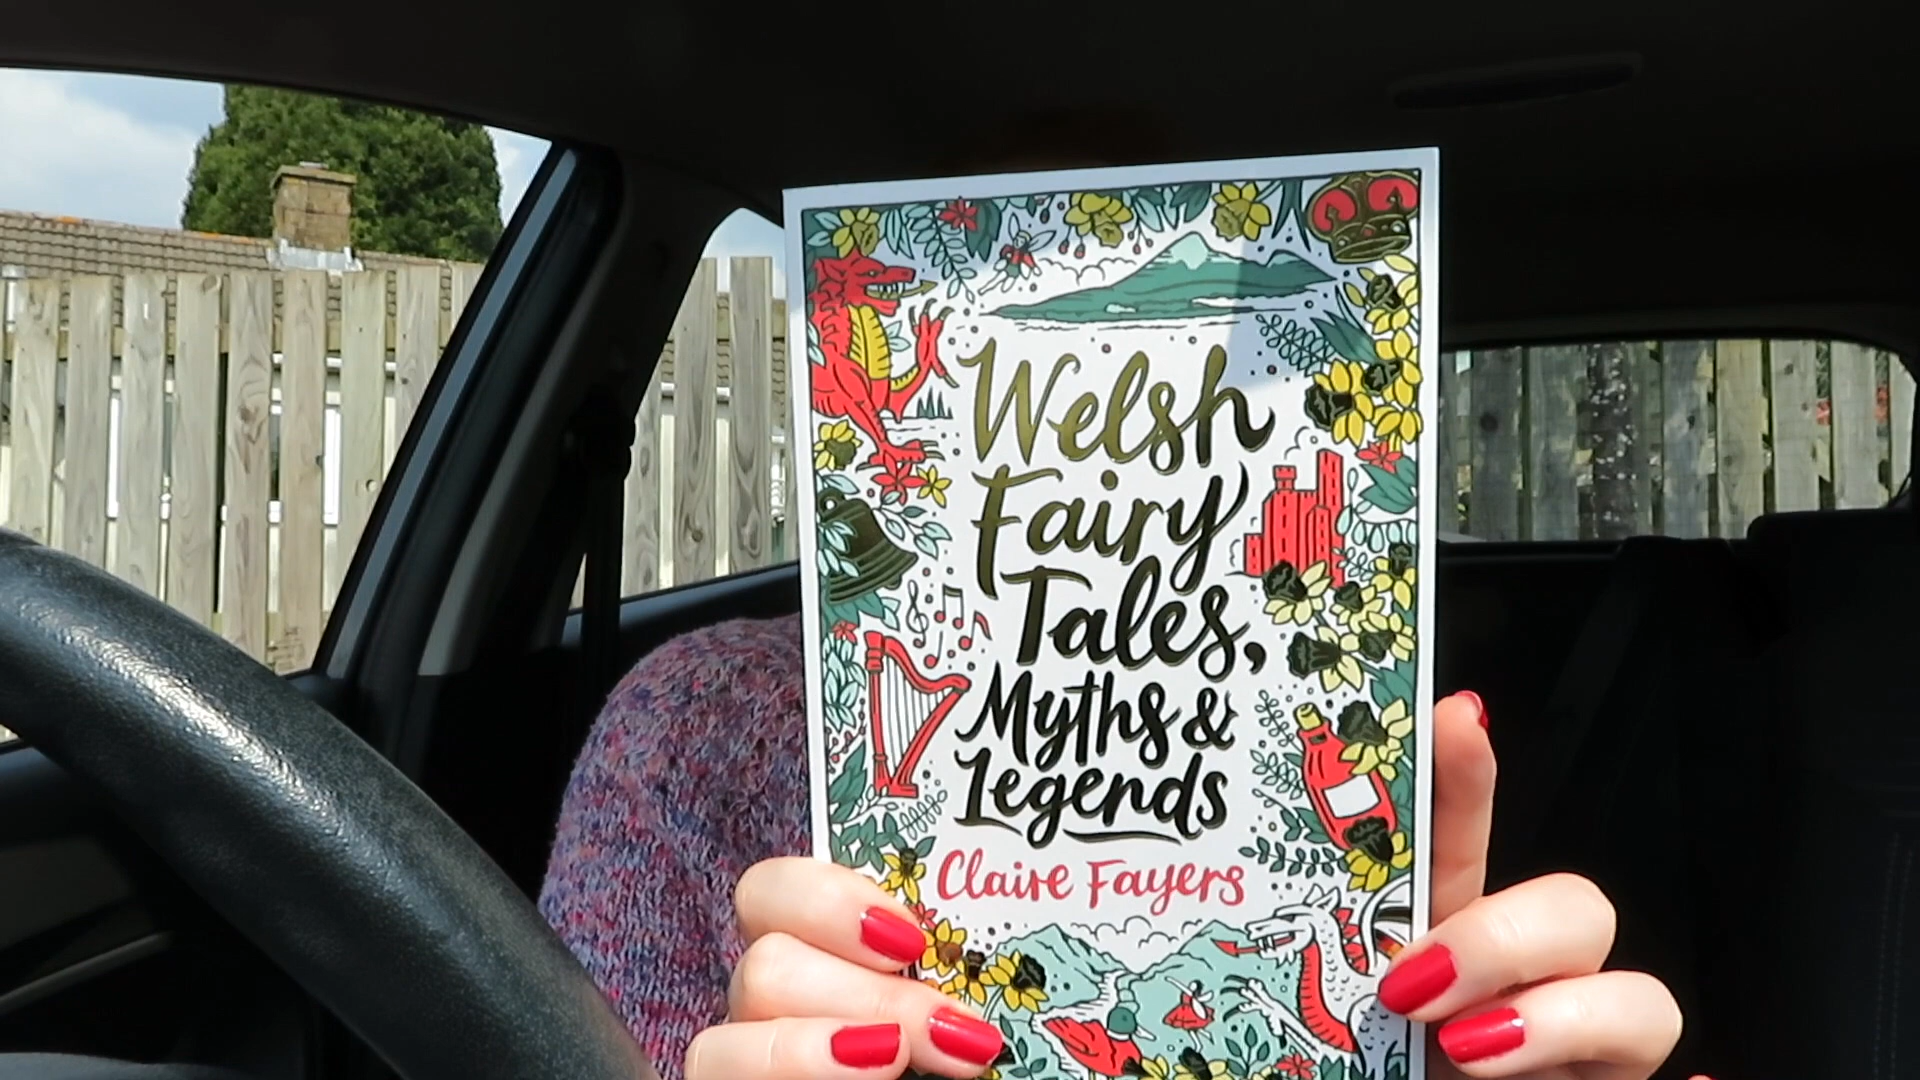 Welsh
Fairy
Tales,
Myths &
Legends
Claire Fayers